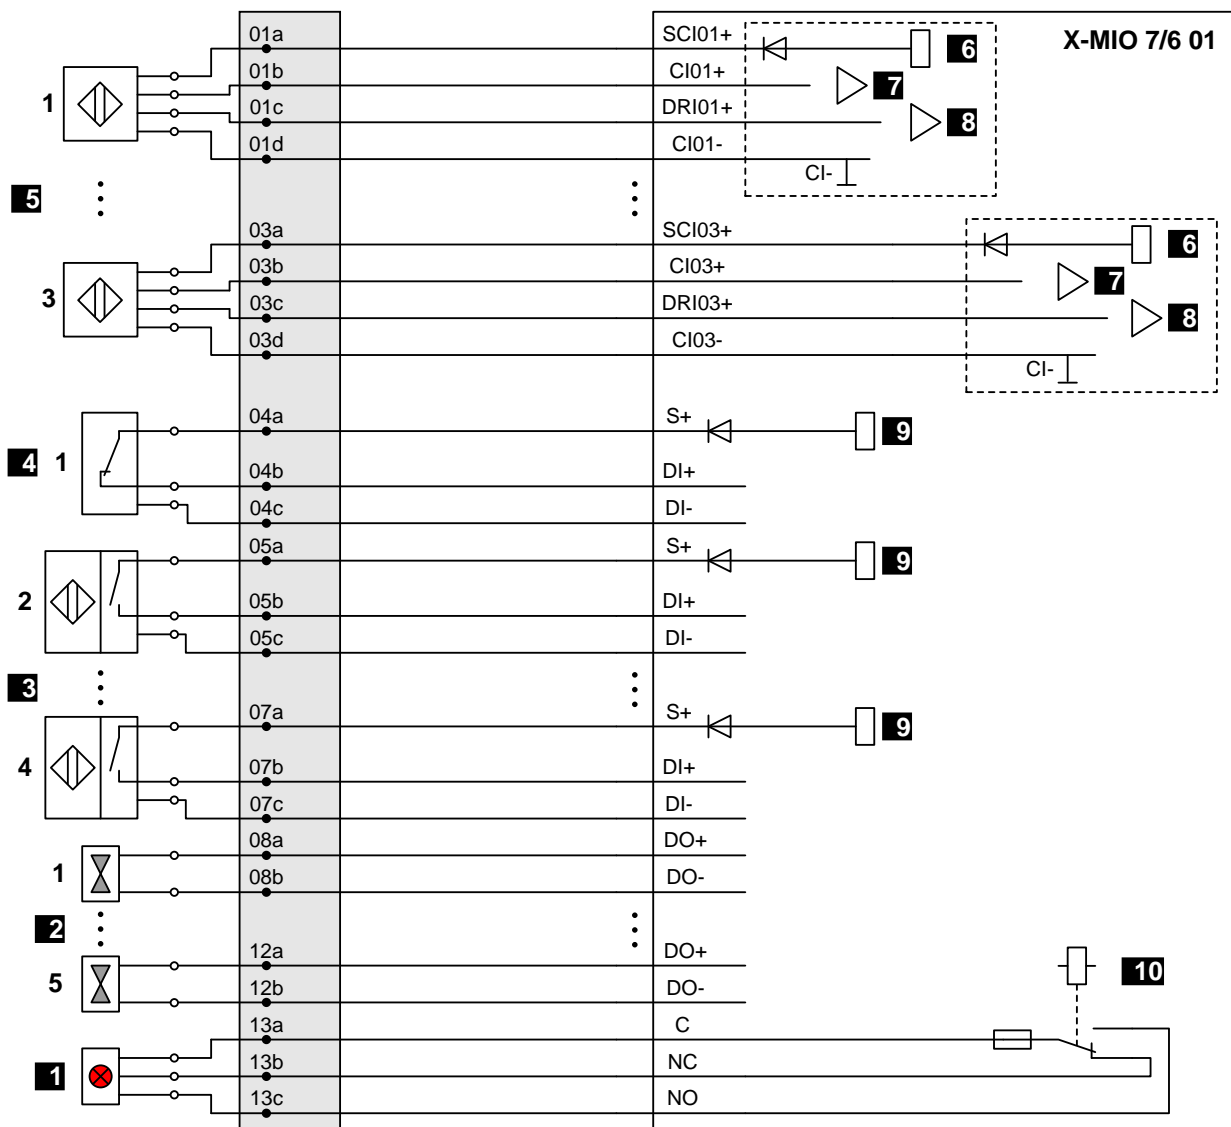 01a SCI01+ X-MIO 7/6 01
6
01b CI01+
1 7
01c DRI01+
8
01d CI01-
CI-
5
03a SCI03+
6
03b CI03+
3 7
03c DRI03+
8
03d CI03-
CI-
04a S+
9
4 1
04b DI+
04c DI-
05a S+
9
2 05b DI+
05c DI-
3
07a S+
9
4 07b DI+
07c DI-
08a DO+
1 08b DO-
2
12a DO+
10
5 12b DO-
13a C
1 13b NC
13c NO